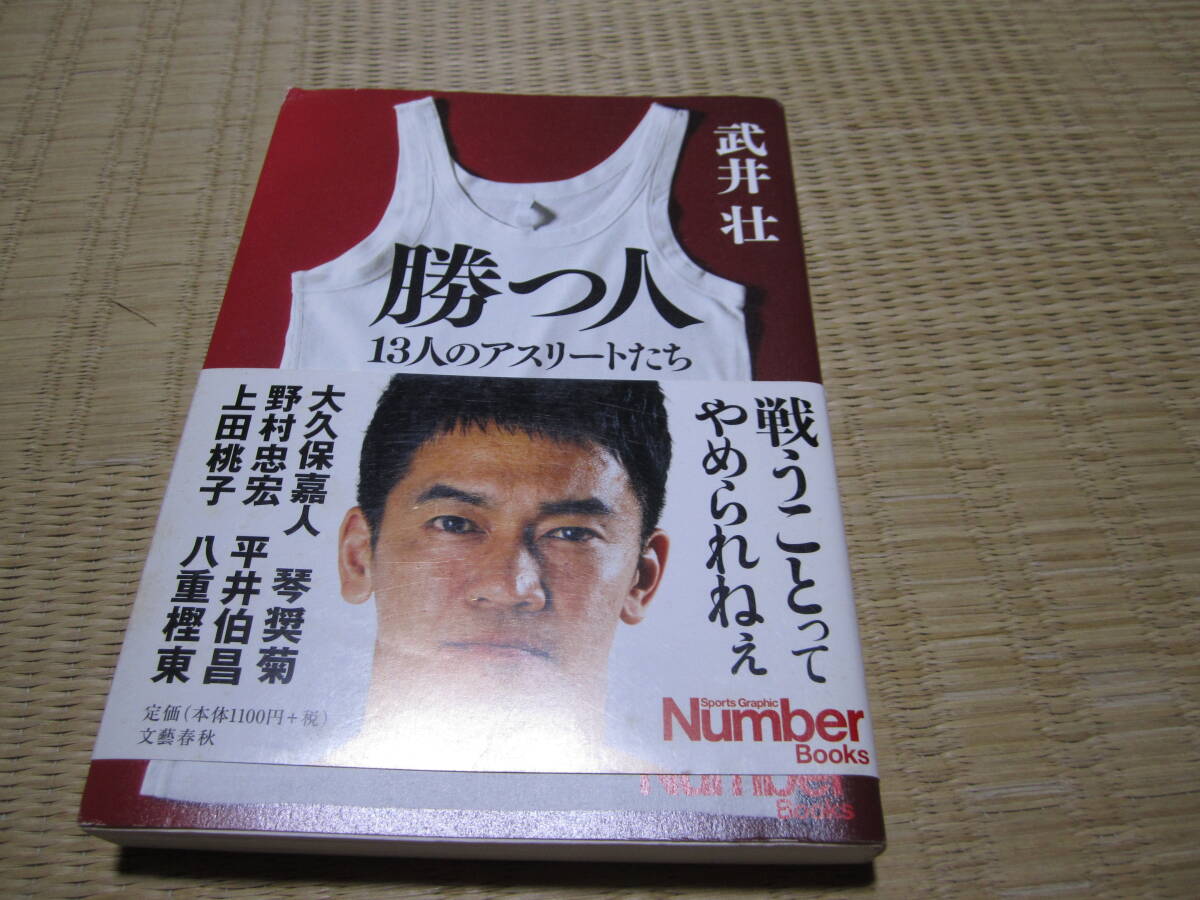 武井 壮
勝つ人
13人のアスリートたち
戦うことって
やめられねぇ
大久保嘉人
野村忠宏
上田桃子
琴奨菊
平井伯昌
八重樫東
定価(本体1100円+税)
文藝春秋
Sports Graphic
Number
Books
Number
Books